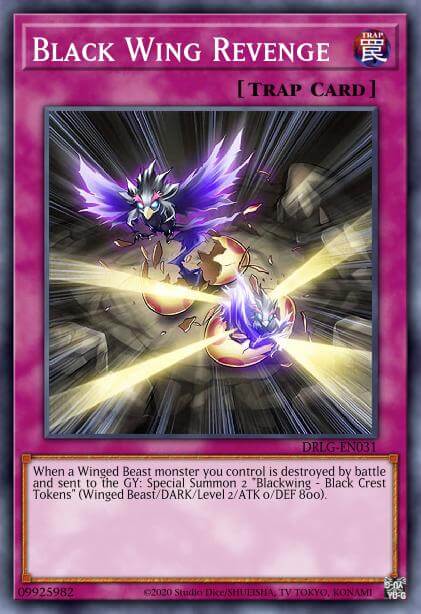 BLACK WING REVENGE
TRAP
罠
[TRAP CARD]
DRLG-EN031
When a Winged Beast monster you control is destroyed by battle
and sent to the GY: Special Summon 2 "Blackwing - Black Crest
Tokens" (Winged Beast/DARK/Level 2/ATK 0/DEF 800).
09925982
©2020 Studio Dice/SHUEISHA, TV TOKYO, KONAMI